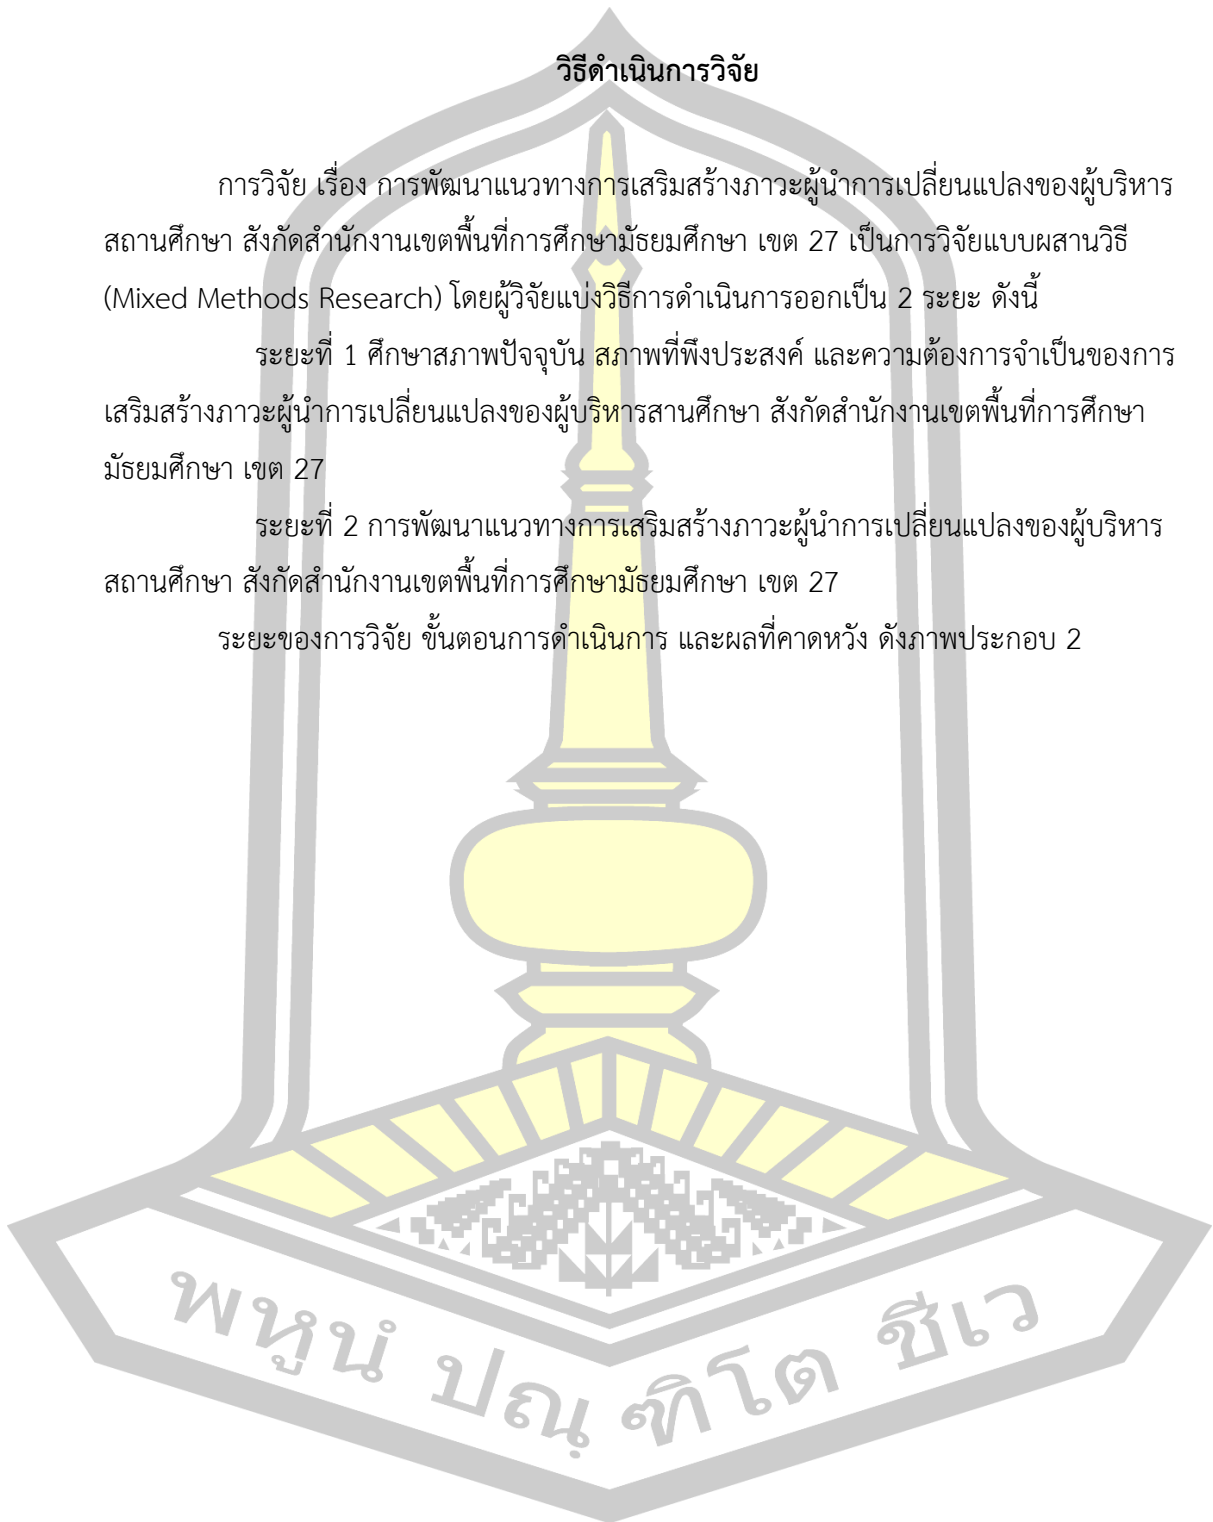 วิธีดำเนินการวิจัย
การวิจัย เรื่อง การพัฒนาแนวทางการเสริมสร้างภาวะผู้นำการเปลี่ยนแปลงของผู้บริหาร
สถานศึกษา สังกัดสำนักงานเขตพื้นที่การศึกษามัธยมศึกษา เขต 27 เป็นการวิจัยแบบผสานวิธี
(Mixed Methods Research) โดยผู้วิจัยแบ่งวิธีการดำเนินการออกเป็น 2 ระยะ ดังนี้
ระยะที่ 1 ศึกษาสภาพปัจจุบัน สภาพที่พึงประสงค์ และความต้องการจำเป็นของการ
เสริมสร้างภาวะผู้นำการเปลี่ยนแปลงของผู้บริหารสานศึกษา สังกัดสำนักงานเขตพื้นที่การศึกษา
มัธยมศึกษา เขต 27
ระยะที่ 2 การพัฒนาแนวทางการเสริมสร้างภาวะผู้นำการเปลี่ยนแปลงของผู้บริหาร
สถานศึกษา สังกัดสำนักงานเขตพื้นที่การศึกษามัธยมศึกษา เขต 27
ระยะของการวิจัย ขั้นตอนการดำเนินการ และผลที่คาดหวัง ดังภาพประกอบ 2
พหูนํ ปณฺ ฑิโต ชีเว